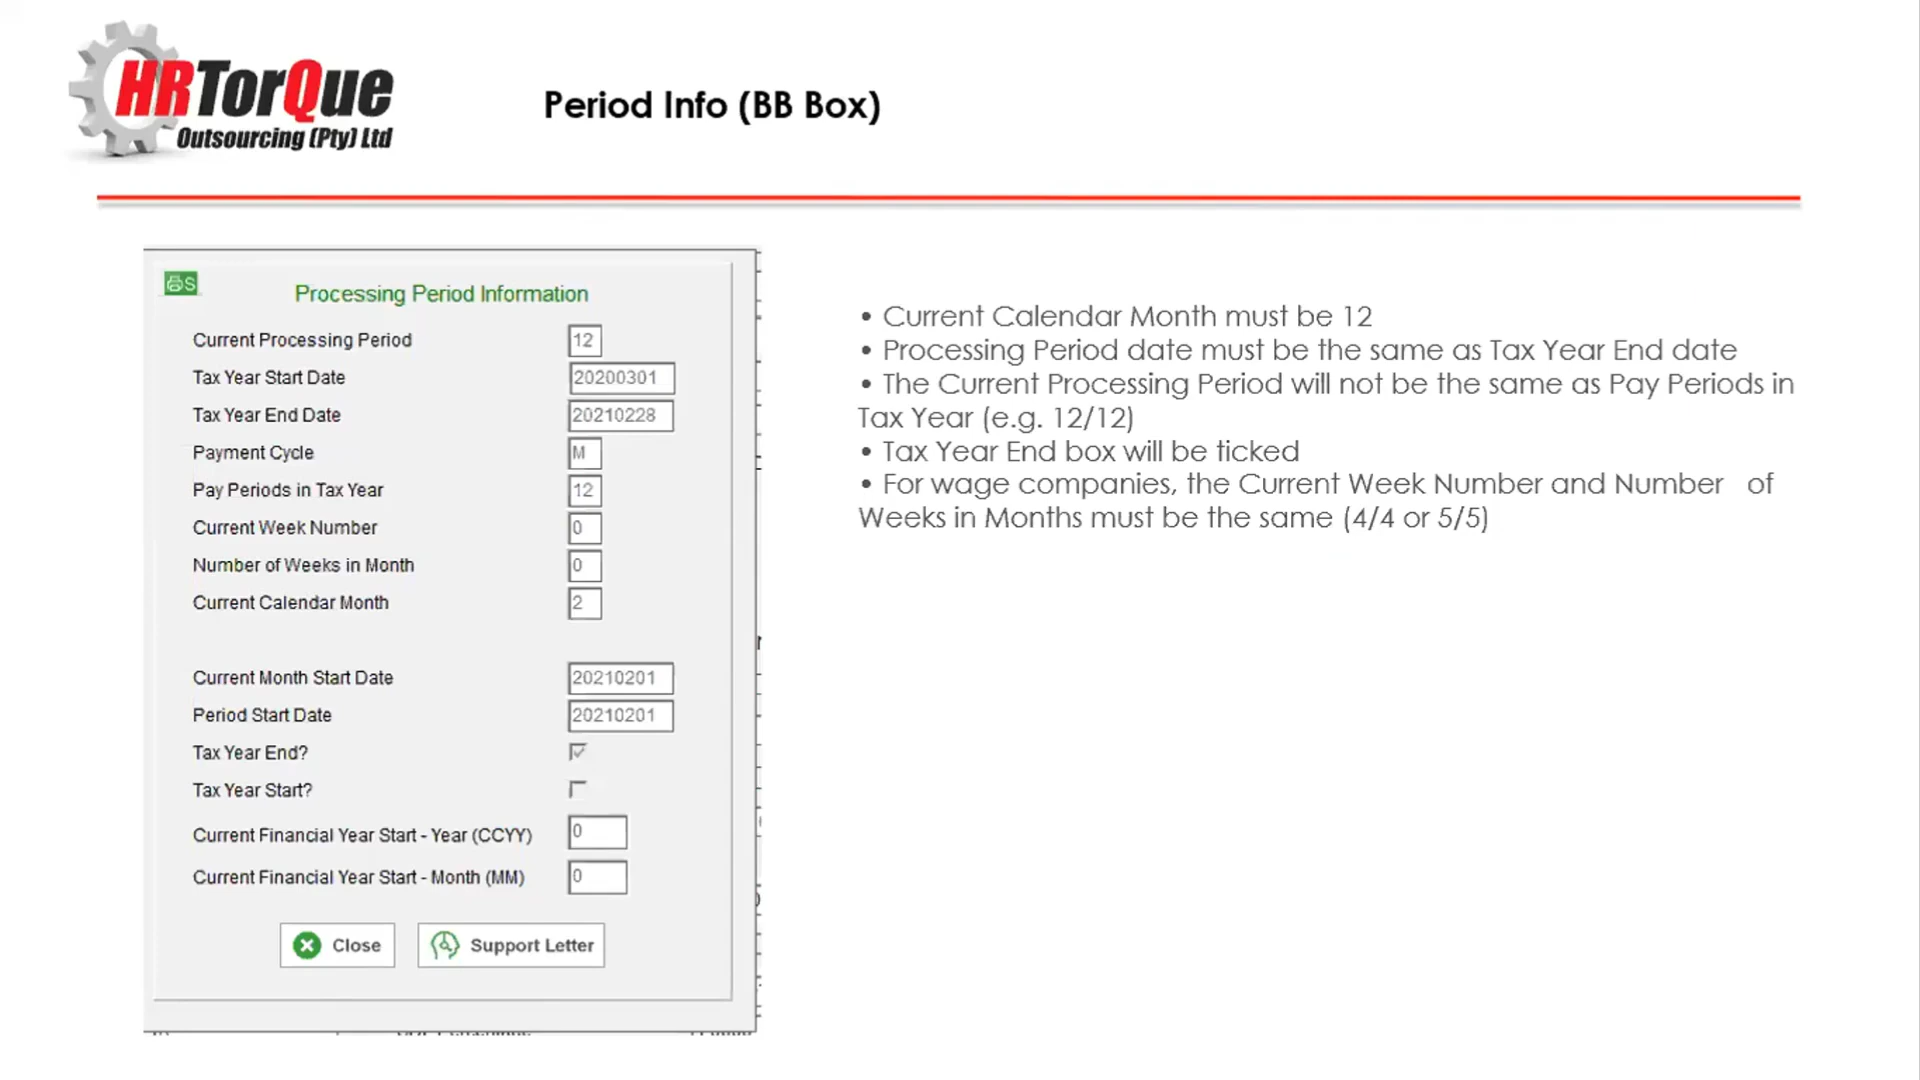 HRTorQue
Outsourcing (Pty) Ltd
Period Info (BB Box)
S
Processing Period Information
Current Processing Period 12
Tax Year Start Date 20200301
Tax Year End Date 20210228
Payment Cycle M
Pay Periods in Tax Year 12
Current Week Number 0
Number of Weeks in Month 0
Current Calendar Month 2
Current Month Start Date 20210201
Period Start Date 20210201
Tax Year End?
Tax Year Start?
Current Financial Year Start - Year (CCYY) 0
Current Financial Year Start - Month (MM) 0
Close Support Letter
• Current Calendar Month must be 12
• Processing Period date must be the same as Tax Year End date
• The Current Processing Period will not be the same as Pay Periods in
Tax Year (e.g. 12/12)
• Tax Year End box will be ticked
• For wage companies, the Current Week Number and Number of
Weeks in Months must be the same (4/4 or 5/5)